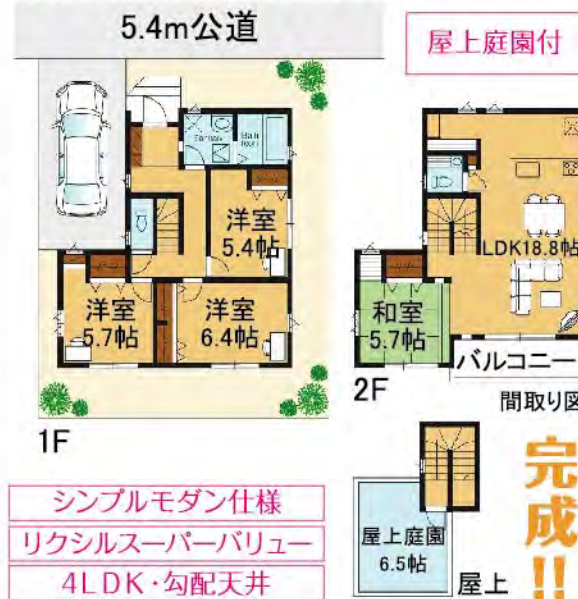 5.4m公道
屋上庭園付
洋室
5.4帖
洋室
5.7帖
洋室
6.4帖
1F
LDK18.8帖
和室
5.7帖
バルコニー
2F
間取り図
シンプルモダン仕様
リクシルスーパーバリュー
4LDK・勾配天井
屋上庭園
6.5帖
屋上
完成!!